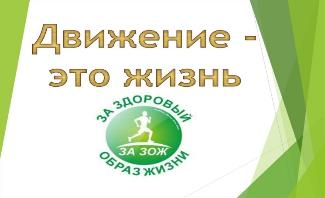 Движение -
это жизнь
ЗА ЗДОРОВЫЙ
ЗА ЗОЖ
ОБРАЗ ЖИЗНИ